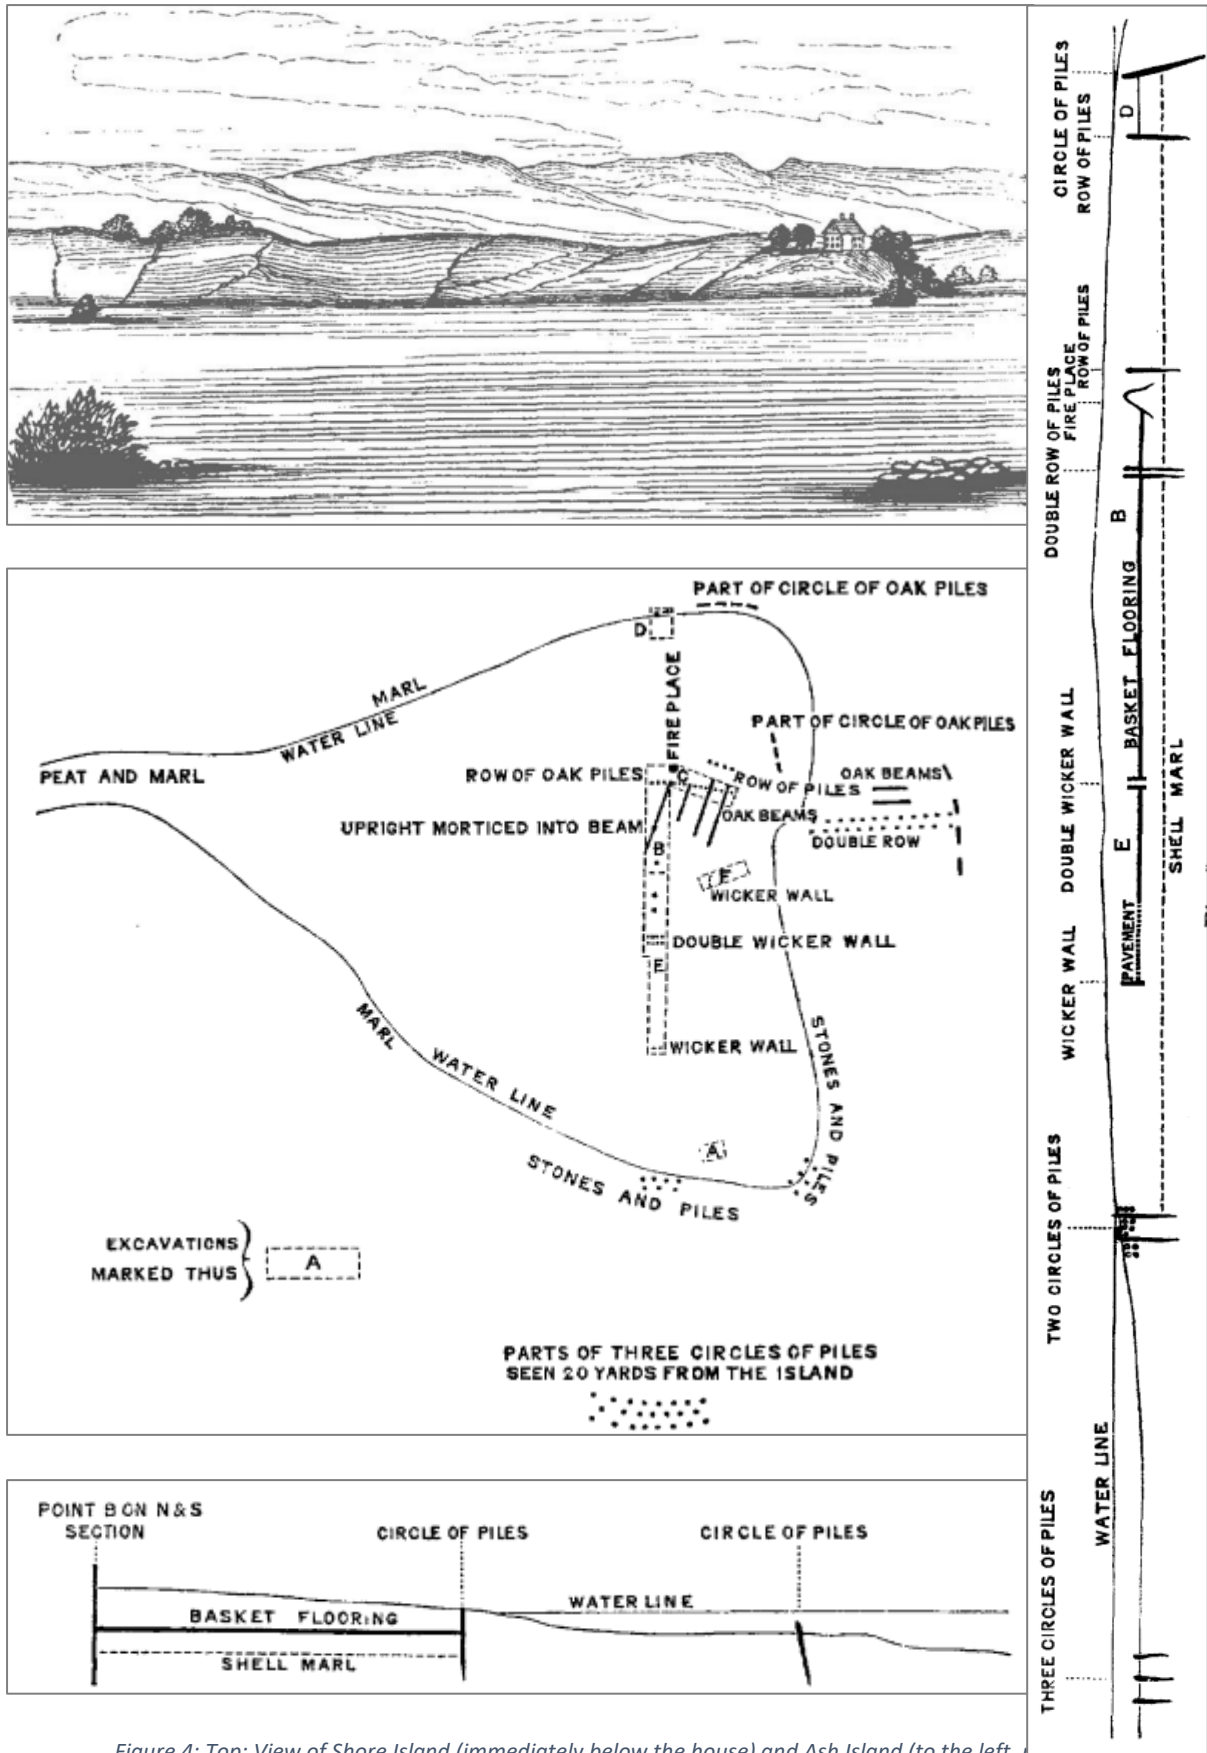 PART OF CIRCLE OF OAK PILES
D
FIREPLACE
MARL
WATER LINE
PEAT AND MARL
PART OF CIRCLE OF OAK PILES
ROW OF OAK PILES
C
ROW OF PILES
OAK BEAMS
UPRIGHT MORTICED INTO BEAM
OAK BEAMS
DOUBLE ROW
B
F
WICKER WALL
DOUBLE WICKER WALL
E
WICKER WALL
MARL
WATER LINE
STONES AND PILES
A
STONES AND PILES
EXCAVATIONS
MARKED THUS
A
PARTS OF THREE CIRCLES OF PILES
SEEN 20 YARDS FROM THE ISLAND
POINT B ON N & S
SECTION
CIRCLE OF PILES
CIRCLE OF PILES
WATER LINE
BASKET FLOORING
SHELL MARL
CIRCLE OF PILES
ROW OF PILES
D
ROW OF PILES
FIRE PLACE
DOUBLE ROW OF PILES
B
BASKET FLOORING
DOUBLE WICKER WALL
E
SHELL MARL
PAVEMENT
WICKER WALL
TWO CIRCLES OF PILES
WATER LINE
THREE CIRCLES OF PILES
Figure 4: Top: View of Shore Island (immediately below the house) and Ash Island (to the left,